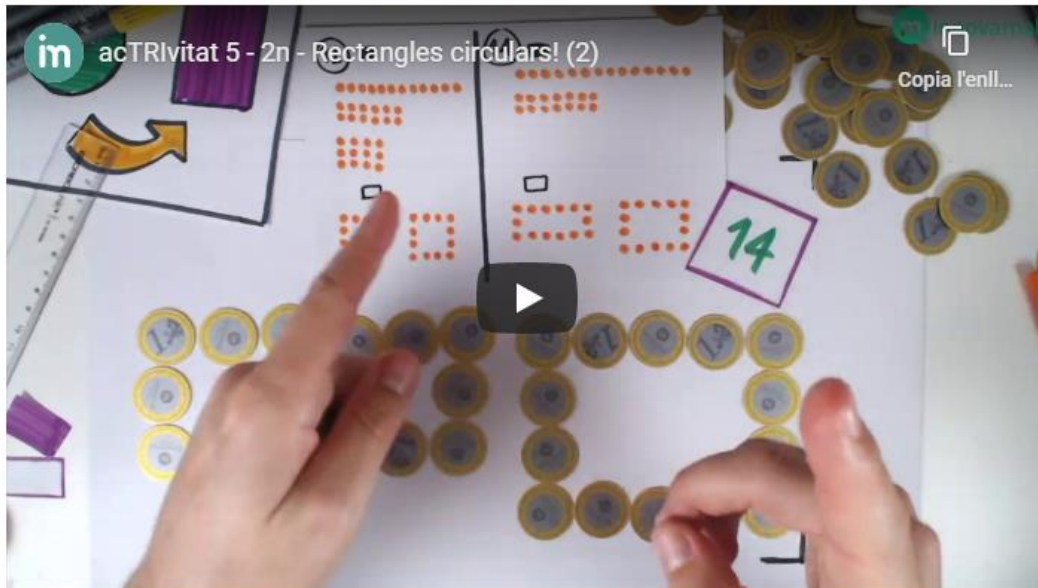 im
acTRIvitat 5 - 2n - Rectangles circulars! (2)
Copia l'enll...
14